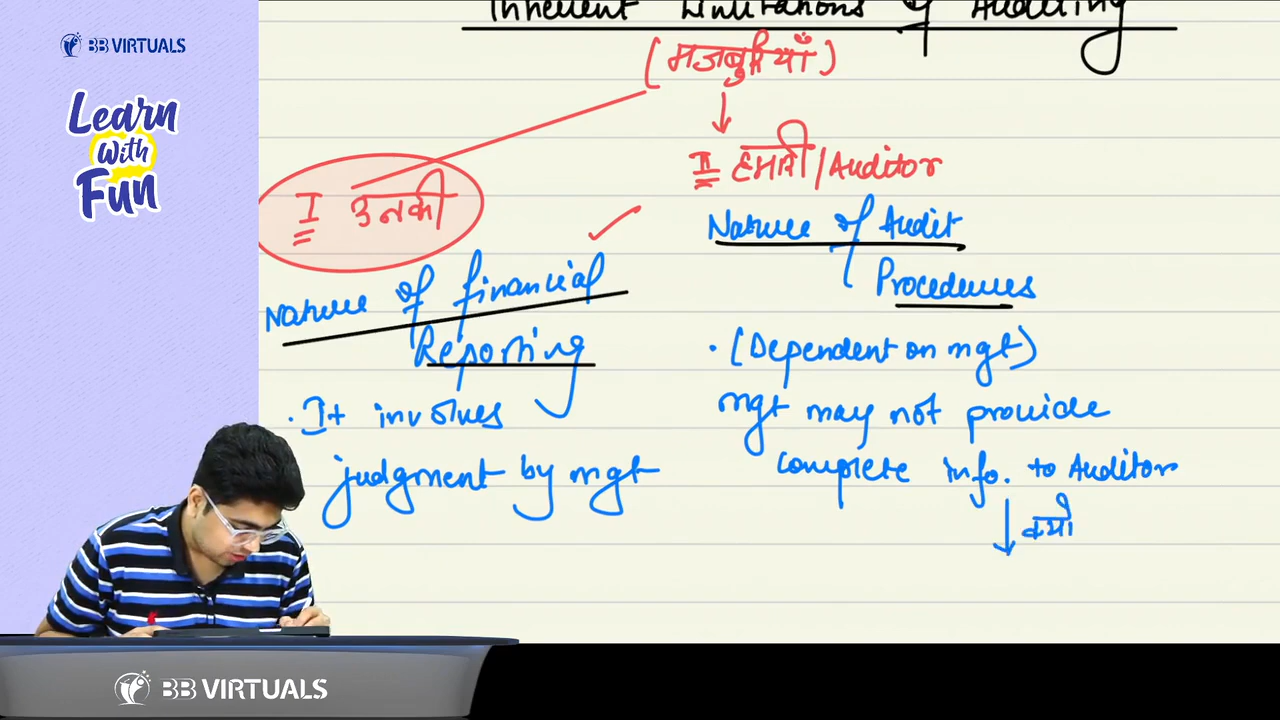 BB VIRTUALS
Learn
With
Fun
Inherent Limitations of Auditing
(मजबुरियाँ)
I उनकी
II हमारी/Auditor
Nature of financial
Reporting
· It involves
judgment by mgt
Nature of Audit
Procedures
· (Dependent on mgt)
mgt may not provide
complete info. to Auditor
क्यो
BB VIRTUALS